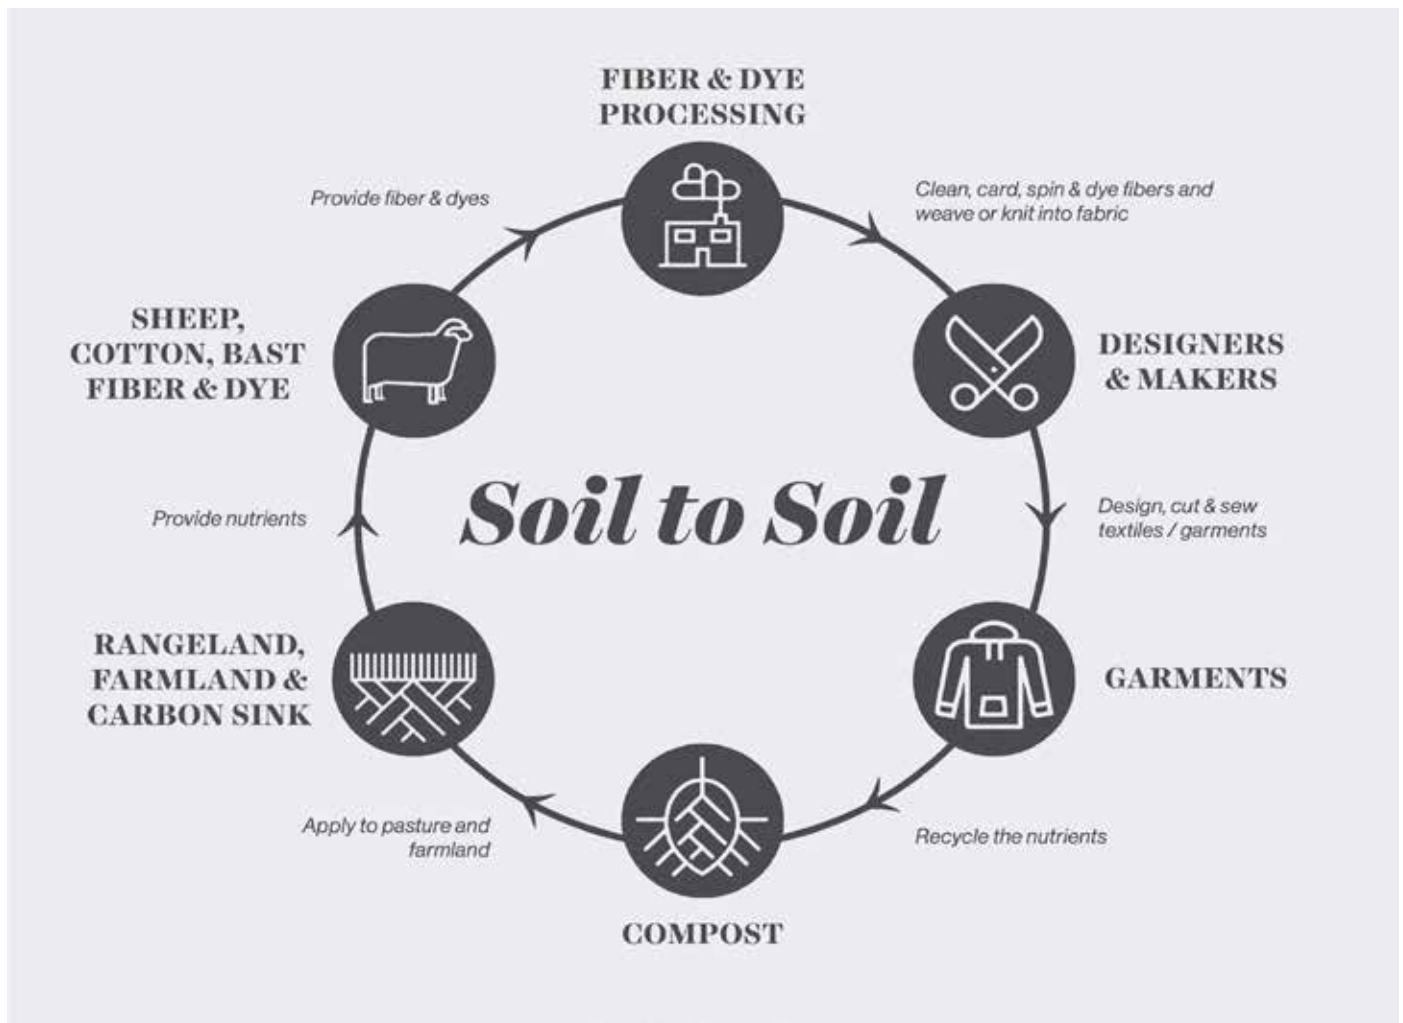 FIBER & DYE
PROCESSING
Provide fiber & dyes
Clean, card, spin & dye fibers and
weave or knit into fabric
SHEEP,
COTTON, BAST
FIBER & DYE
DESIGNERS
& MAKERS
Soil to Soil
Provide nutrients
Design, cut & sew
textiles / garments
RANGELAND,
FARMLAND &
CARBON SINK
GARMENTS
Apply to pasture and
farmland
Recycle the nutrients
COMPOST